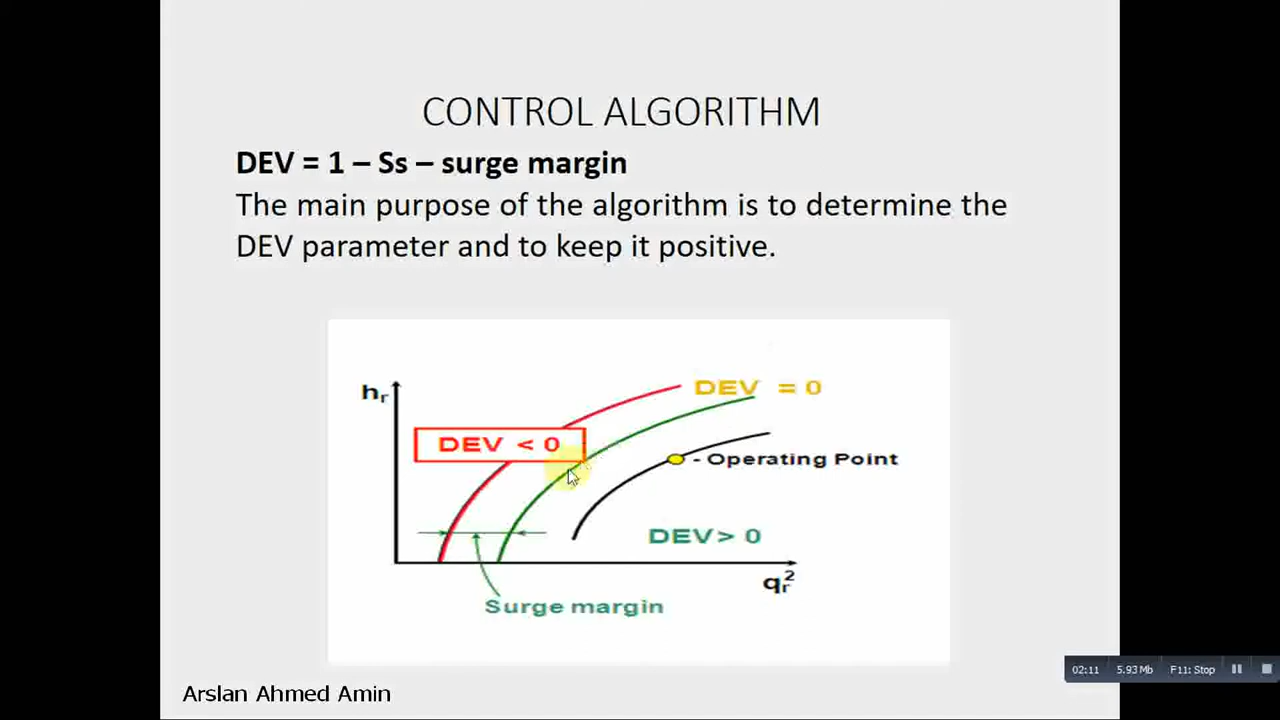 CONTROL ALGORITHM
DEV = 1 – Ss – surge margin
The main purpose of the algorithm is to determine the
DEV parameter and to keep it positive.
hr
DEV = 0
DEV < 0
- Operating Point
DEV > 0
qr²
Surge margin
02:11 5.93 Mb F11: Stop
Arslan Ahmed Amin